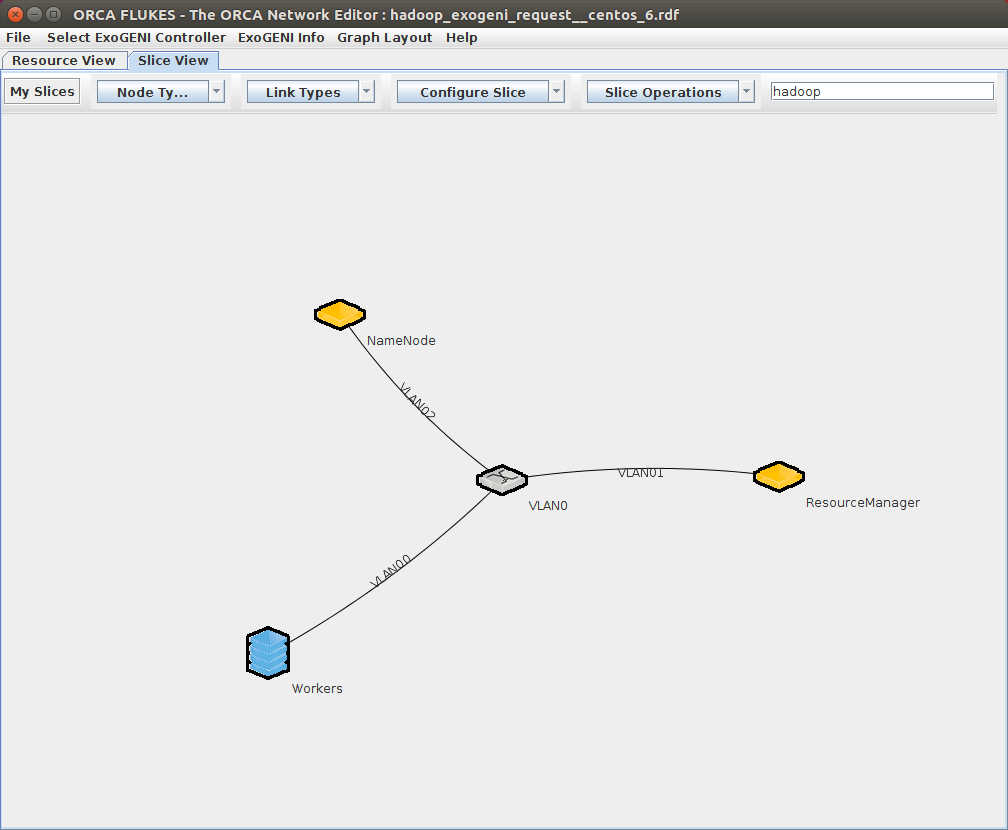 ORCA FLUKES - The ORCA Network Editor : hadoop_exogeni_request__centos_6.rdf
File Select ExoGENI Controller ExoGENI Info Graph Layout Help
Resource View Slice View
My Slices Node Ty... Link Types Configure Slice Slice Operations hadoop
NameNode
VLAN02
VLAN01
ResourceManager
VLAN0
VLAN00
Workers